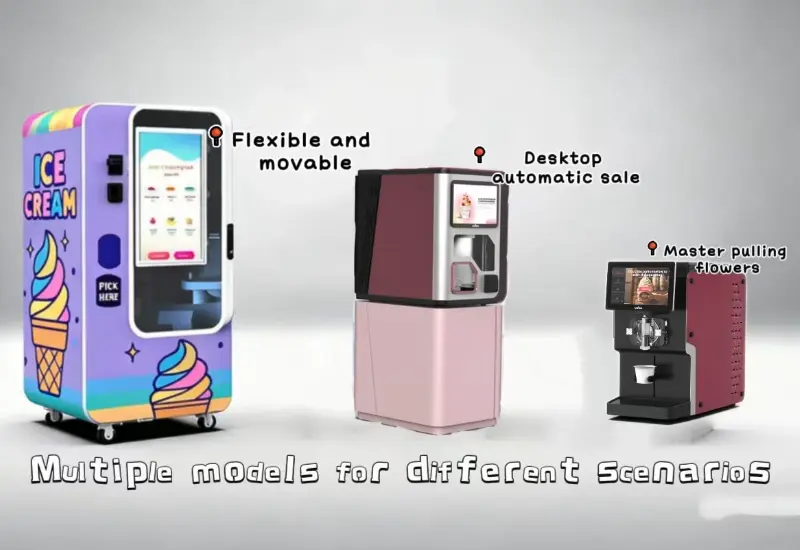 ICE
CREAM
PICK
HERE
Flexible and
movable
Desktop
automatic sale
Master pulling
flowers
Multiple models for different scenarios